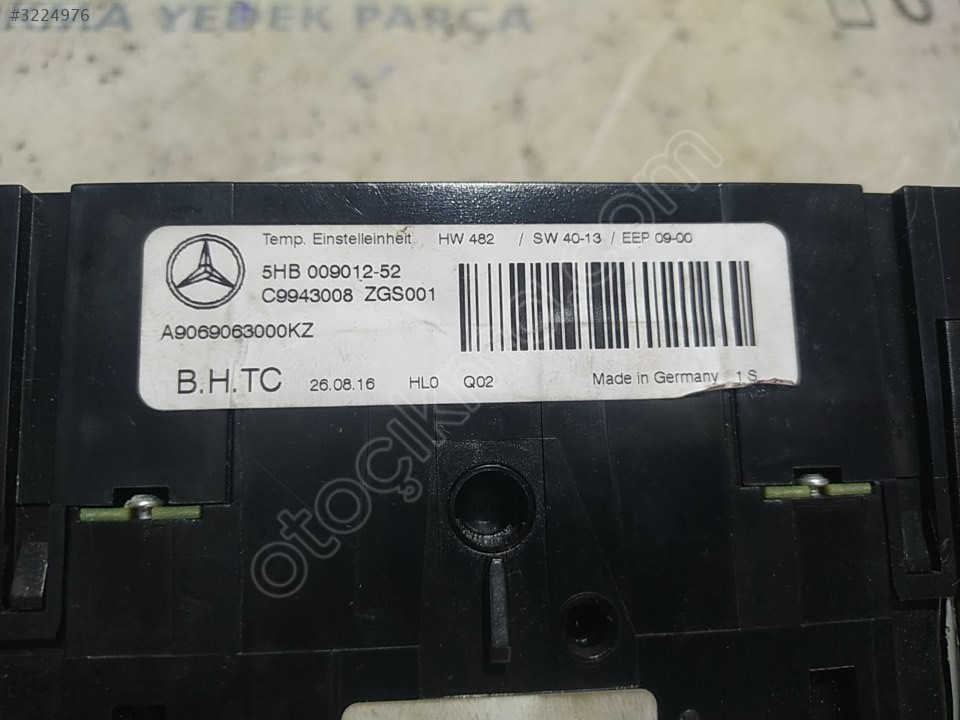 #3224976
YEDEK PARÇA
Temp. Einstelleinheit HW 482 / SW 40-13 / EEP 09-00
5HB 009012-52
C9943008 ZGS001
A9069063000KZ
B.H.TC 26.08.16 HL0 Q02 Made in Germany 1 S
otoçıkma.com